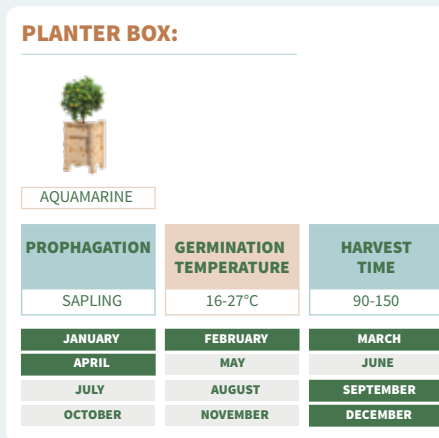 PLANTER BOX:
AQUAMARINE
PROPHAGATION
GERMINATION
TEMPERATURE
HARVEST
TIME
SAPLING
16-27°C
90-150
JANUARY
FEBRUARY
MARCH
APRIL
MAY
JUNE
JULY
AUGUST
SEPTEMBER
OCTOBER
NOVEMBER
DECEMBER